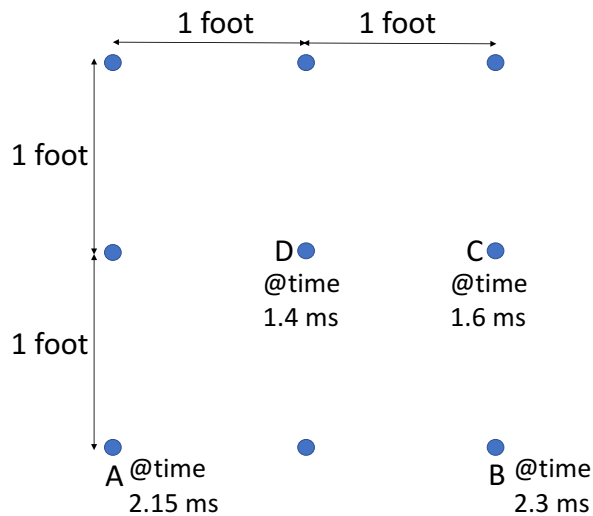 1 foot
1 foot
1 foot
D
C
@time
1.4 ms
@time
1.6 ms
1 foot
A
@time
2.15 ms
B
@time
2.3 ms